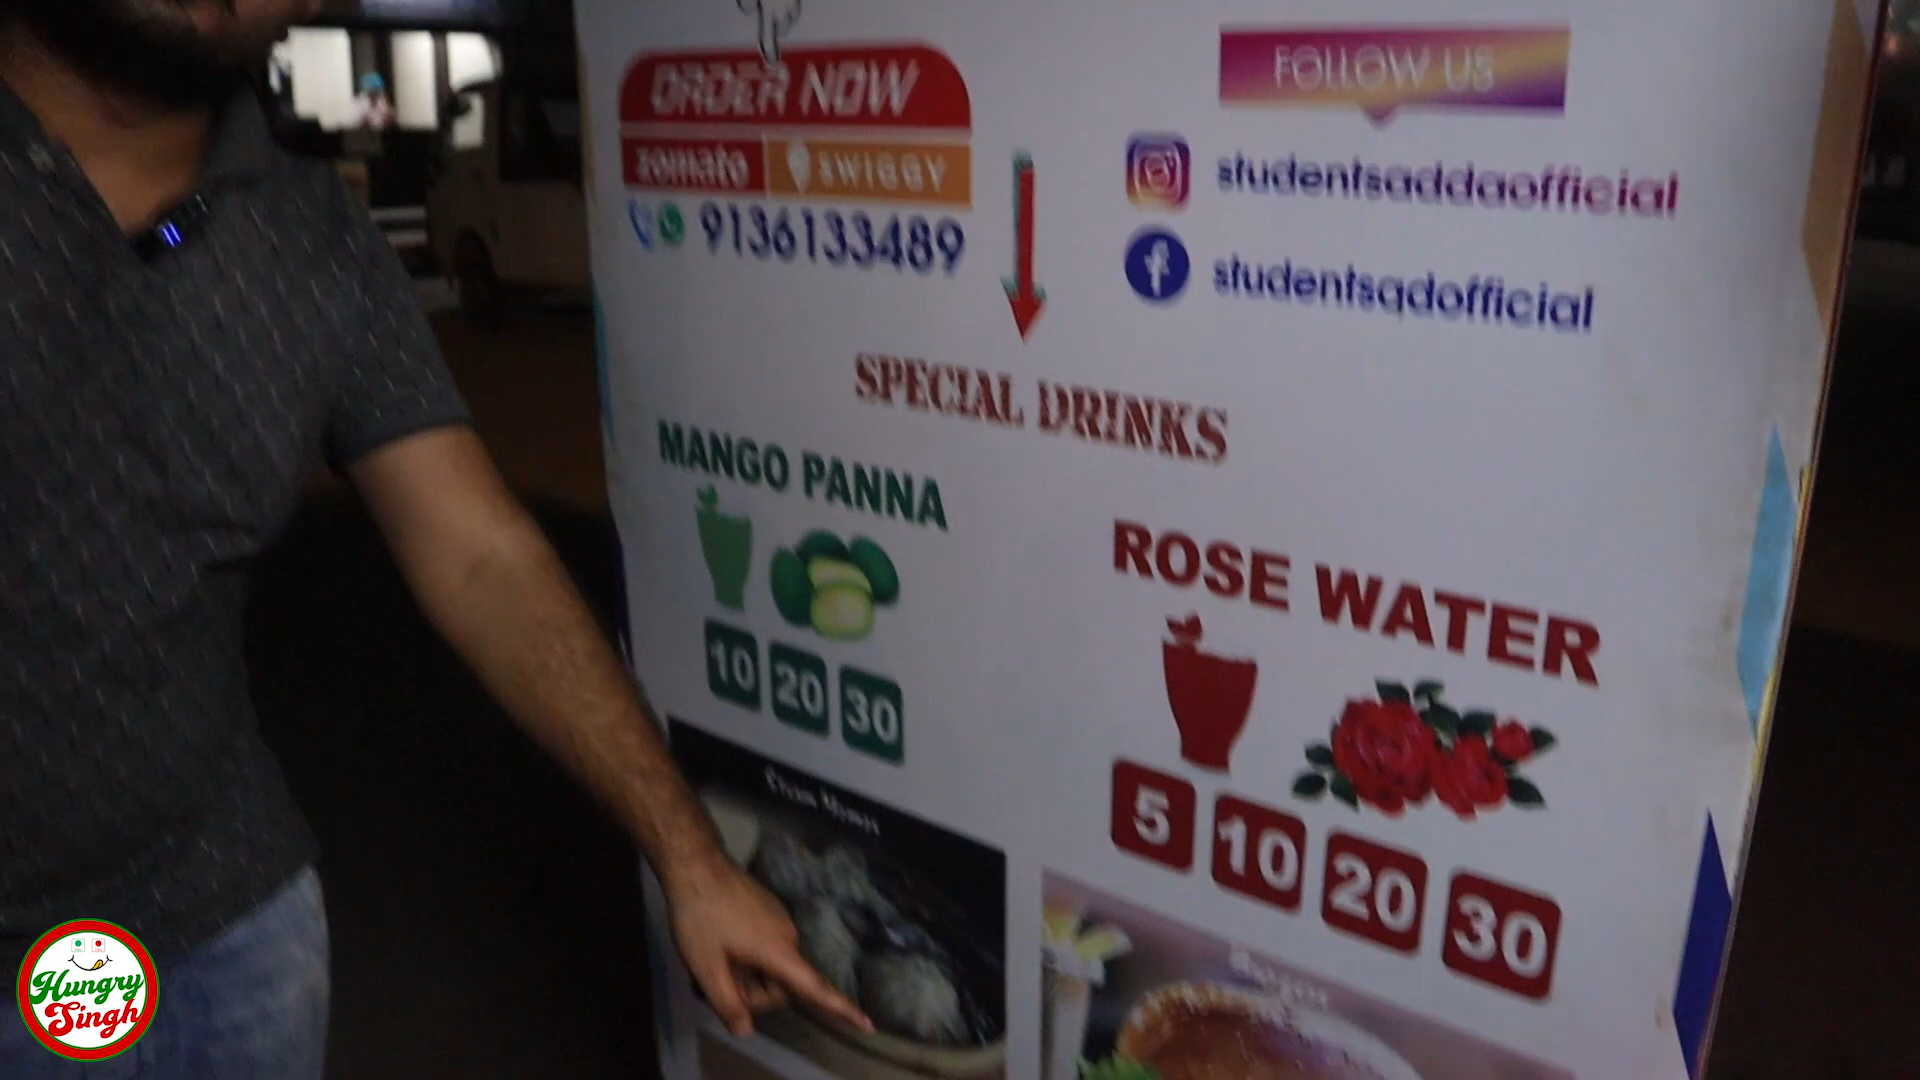 ORDER NOW
zomato SWIGGY
9136133489
FOLLOW US
studentsaddaofficial
studentsqdofficial
SPECIAL DRINKS
MANGO PANNA
10 20 30
ROSE WATER
5 10 20 30
Hungry
Singh